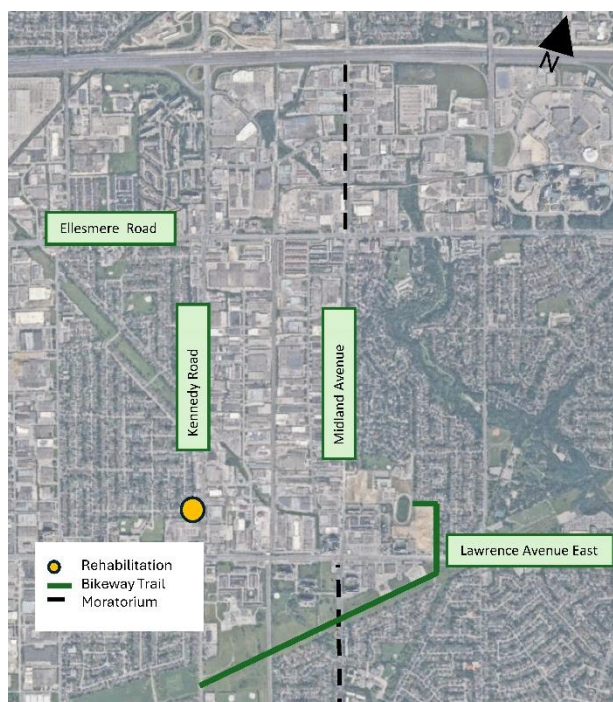 N
Ellesmere Road
Kennedy Road
Midland Avenue
Lawrence Avenue East
Rehabilitation
Bikeway Trail
Moratorium